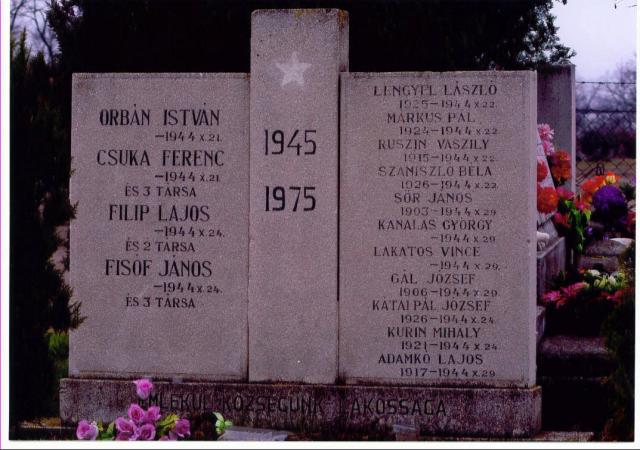 ORBÁN ISTVÁN
-1944 X.21.
CSUKA FERENC
-1944 X.21.
ÉS 3 TÁRSA
FILIP LAJOS
-1944 X.24.
ÉS 2 TÁRSA
FISÓF JÁNOS
-1944 X.24.
ÉS 3 TÁRSA
1945
1975
LENGYEL LÁSZLÓ
1925-1944 X.22.
MÁRKUS PÁL
1924-1944 X.22
RUSZIN VASZILY
1915-1944 X.22.
SZANISZLÓ BÉLA
1926-1944 X.22.
SŐR JÁNOS
1903-1944 X.29
KANALAS GYÖRGY
-1944 X.29
LAKATOS VINCE
-1944 X.29.
GÁL JÓZSEF
1906-1944 X.29.
KATAI PÁL JÓZSEF
1926-1944 X.24
KURIN MIHÁLY
1921-1944 X.24
ADAMKÓ LAJOS
1917-1944 X.29
EMLÉKÜL KÖZSÉGÜNK LAKOSSÁGA